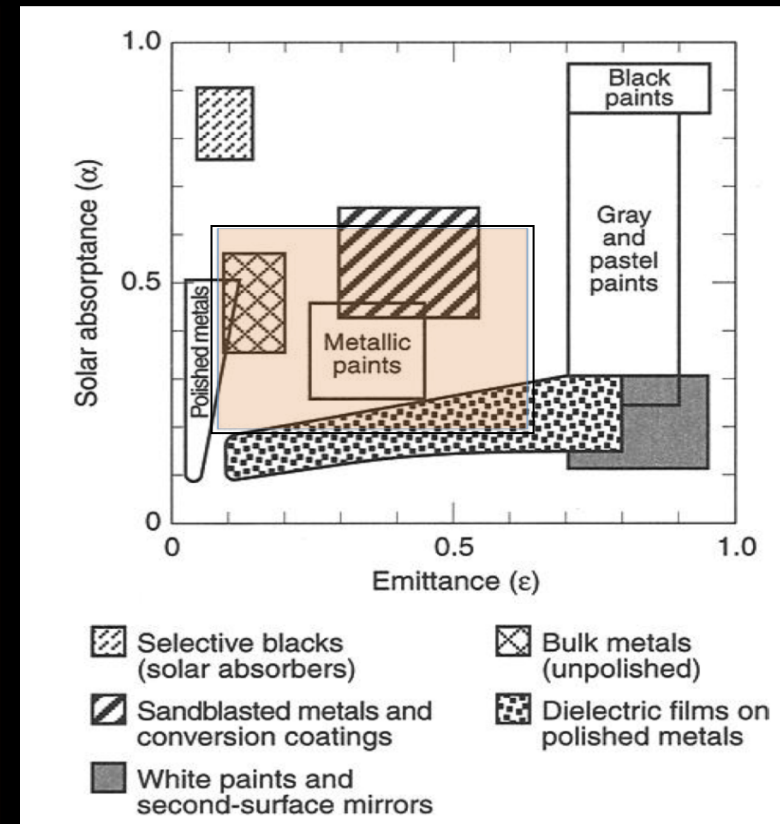 1.0
Black
paints
Solar absorptance (α)
Gray
and
pastel
paints
0.5
Polished metals
Metallic
paints
0
0
0.5
1.0
Emittance (ε)
Selective blacks
(solar absorbers)
Bulk metals
(unpolished)
Sandblasted metals and
conversion coatings
Dielectric films on
polished metals
White paints and
second-surface mirrors